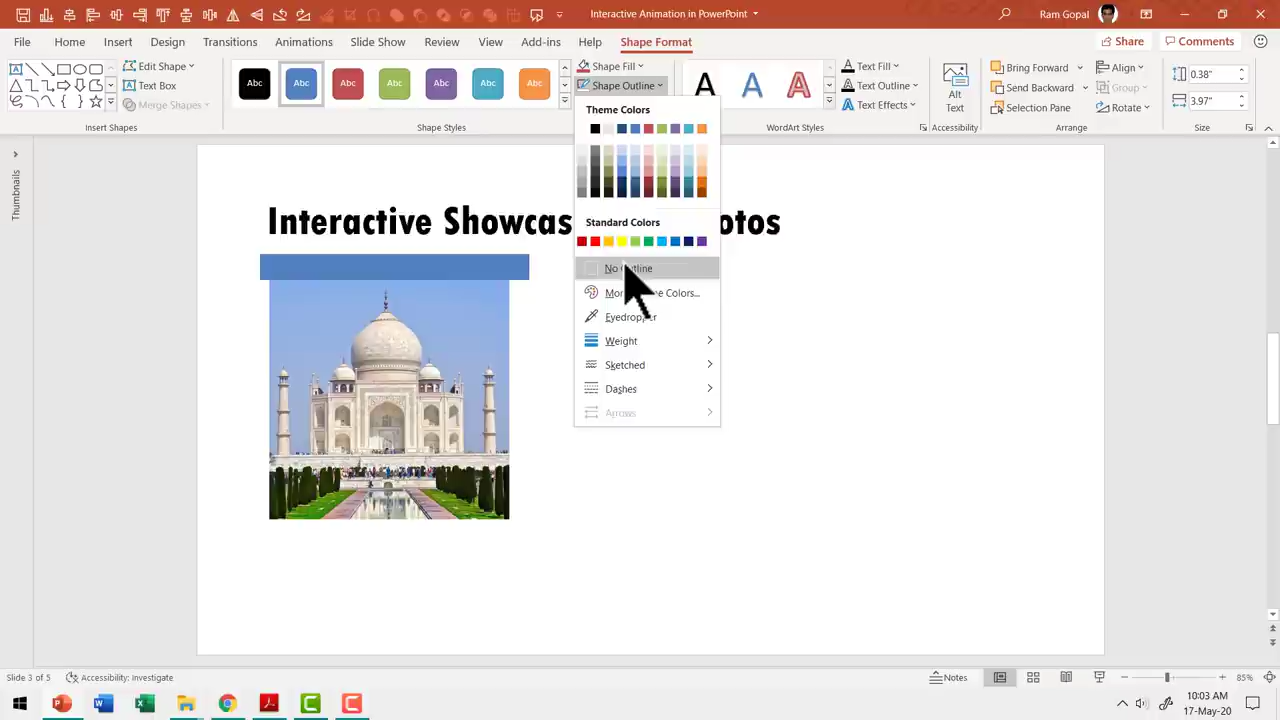 Interactive Animation in PowerPoint
Ram Gopal
File Home Insert Design Transitions Animations Slide Show Review View Add-ins Help Shape Format
Share Comments
Edit Shape
Text Box
Merge Shapes
Insert Shapes
Abc Abc Abc Abc Abc Abc Abc
Shape Styles
Shape Fill
Shape Outline
A A A
WordArt Styles
Text Fill
Text Outline
Text Effects
Alt
Text
Accessibility
Bring Forward
Send Backward
Selection Pane
Align
Group
Rotate
Arrange
0.38"
3.97"
Size
Theme Colors
Standard Colors
No Outline
Eyedropper
Weight
Sketched
Dashes
Arrows
Thumbnails
Interactive
Slide 3 of 5
Accessibility: Investigate
Notes
85%
10:03 AM
17-May-20